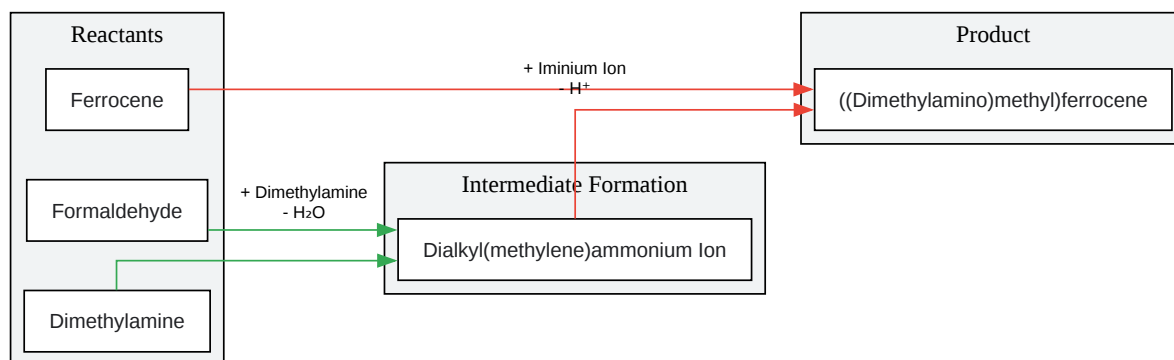 Reactants
Product
Ferrocene
+ Iminium Ion
- H⁺
((Dimethylamino)methyl)ferrocene
Formaldehyde
+ Dimethylamine
- H₂O
Intermediate Formation
Dialkyl(methylene)ammonium Ion
Dimethylamine